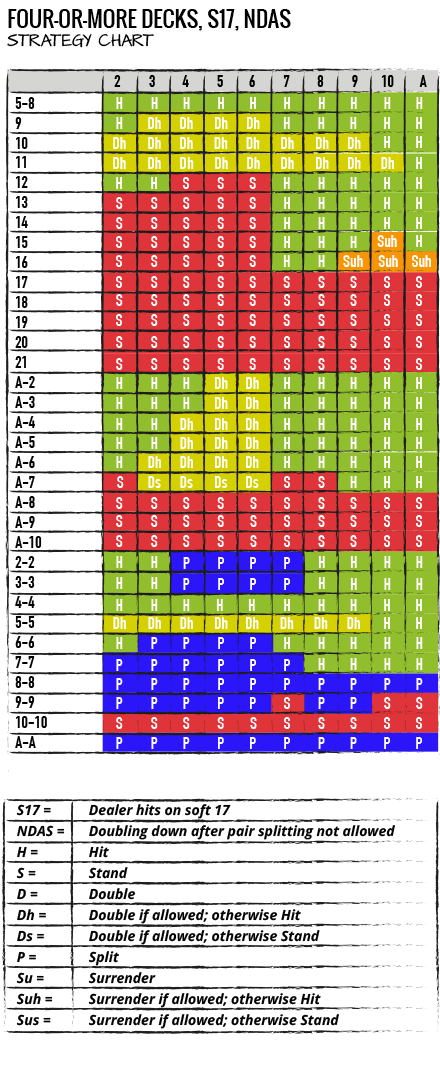 FOUR-OR-MORE DECKS, S17, NDAS
STRATEGY CHART
2 3 4 5 6 7 8 9 10 A
5-8 H H H H H H H H H H
9 H Dh Dh Dh Dh H H H H H
10 Dh Dh Dh Dh Dh Dh Dh Dh H H
11 Dh Dh Dh Dh Dh Dh Dh Dh Dh H
12 H H S S S H H H H H
13 S S S S S H H H H H
14 S S S S S H H H H H
15 S S S S S H H H Suh H
16 S S S S S H H Suh Suh Suh
17 S S S S S S S S S S
18 S S S S S S S S S S
19 S S S S S S S S S S
20 S S S S S S S S S S
21 S S S S S S S S S S
A-2 H H H Dh Dh H H H H H
A-3 H H H Dh Dh H H H H H
A-4 H H Dh Dh Dh H H H H H
A-5 H H Dh Dh Dh H H H H H
A-6 H Dh Dh Dh Dh H H H H H
A-7 S Ds Ds Ds Ds S S H H H
A-8 S S S S S S S S S S
A-9 S S S S S S S S S S
A-10 S S S S S S S S S S
2-2 H H P P P P H H H H
3-3 H H P P P P H H H H
4-4 H H H H H H H H H H
5-5 Dh Dh Dh Dh Dh Dh Dh Dh H H
6-6 H P P P P H H H H H
7-7 P P P P P P H H H H
8-8 P P P P P P P P P P
9-9 P P P P P S P P S S
10-10 S S S S S S S S S S
A-A P P P P P P P P P P
S17 = Dealer hits on soft 17
NDAS = Doubling down after pair splitting not allowed
H = Hit
S = Stand
D = Double
Dh = Double if allowed; otherwise Hit
Ds = Double if allowed; otherwise Stand
P = Split
Su = Surrender
Suh = Surrender if allowed; otherwise Hit
Sus = Surrender if allowed; otherwise Stand